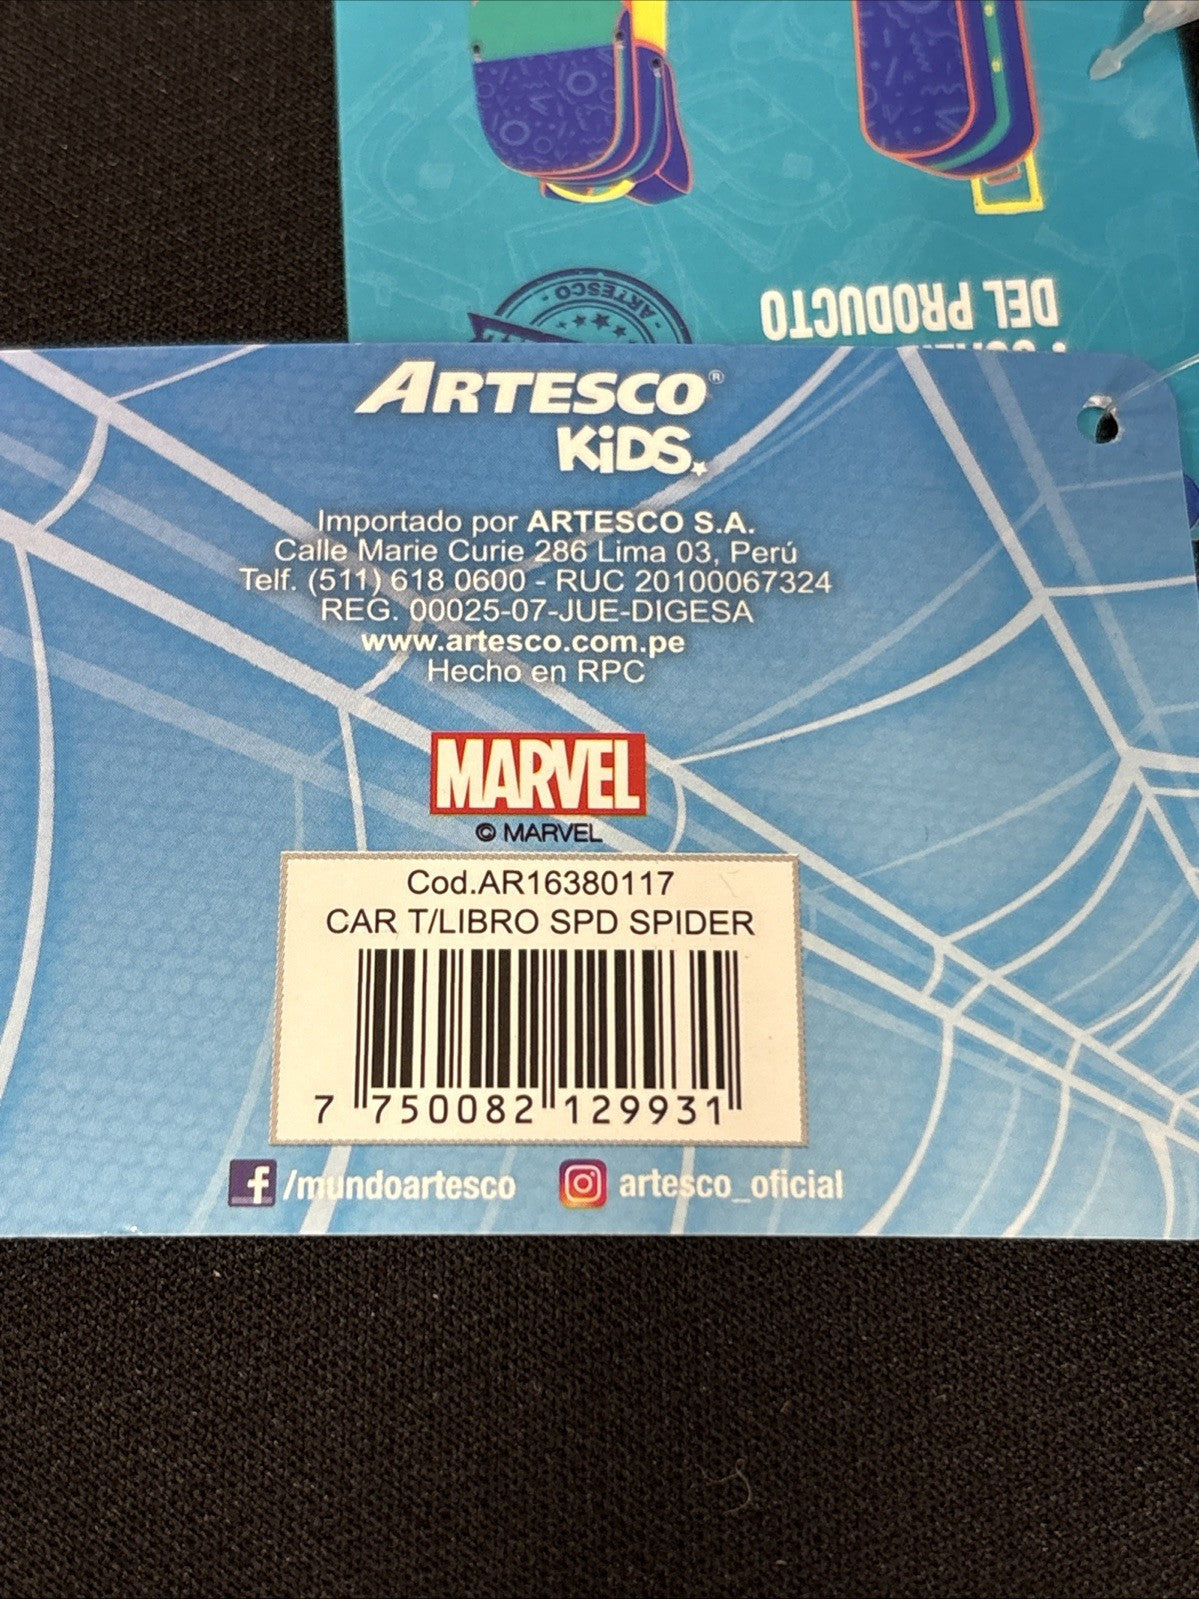 DEL PRODUCTO
- ARTESCO -
ARTESCO®
KiDS
Importado por ARTESCO S.A.
Calle Marie Curie 286 Lima 03, Perú
Telf. (511) 618 0600 - RUC 20100067324
REG. 00025-07-JUE-DIGESA
www.artesco.com.pe
Hecho en RPC
MARVEL
© MARVEL
Cod.AR16380117
CAR T/LIBRO SPD SPIDER
7 750082 129931
/mundoartesco
artesco_oficial